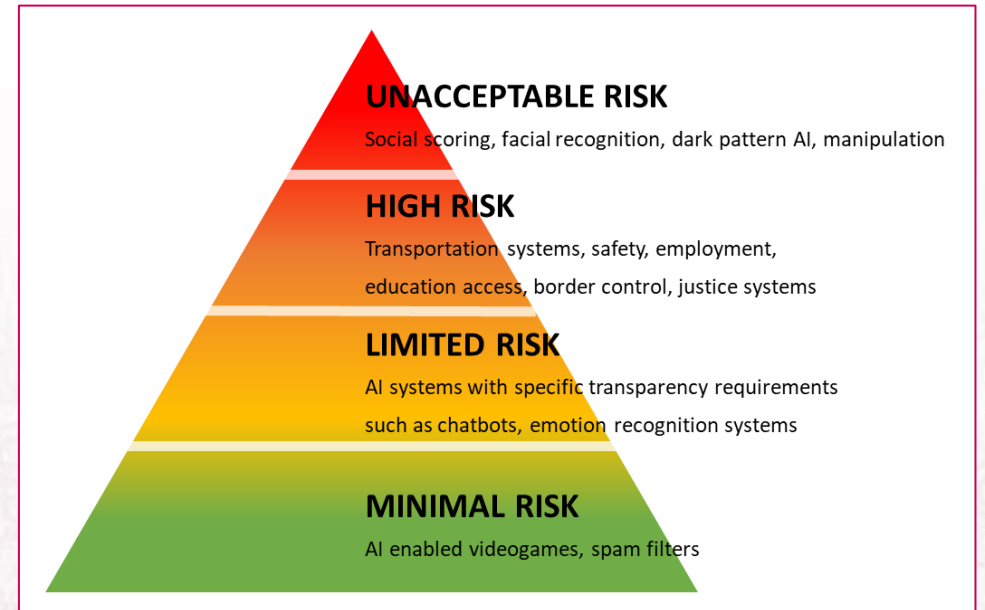 UNACCEPTABLE RISK
Social scoring, facial recognition, dark pattern AI, manipulation
HIGH RISK
Transportation systems, safety, employment,
education access, border control, justice systems
LIMITED RISK
AI systems with specific transparency requirements
such as chatbots, emotion recognition systems
MINIMAL RISK
AI enabled videogames, spam filters